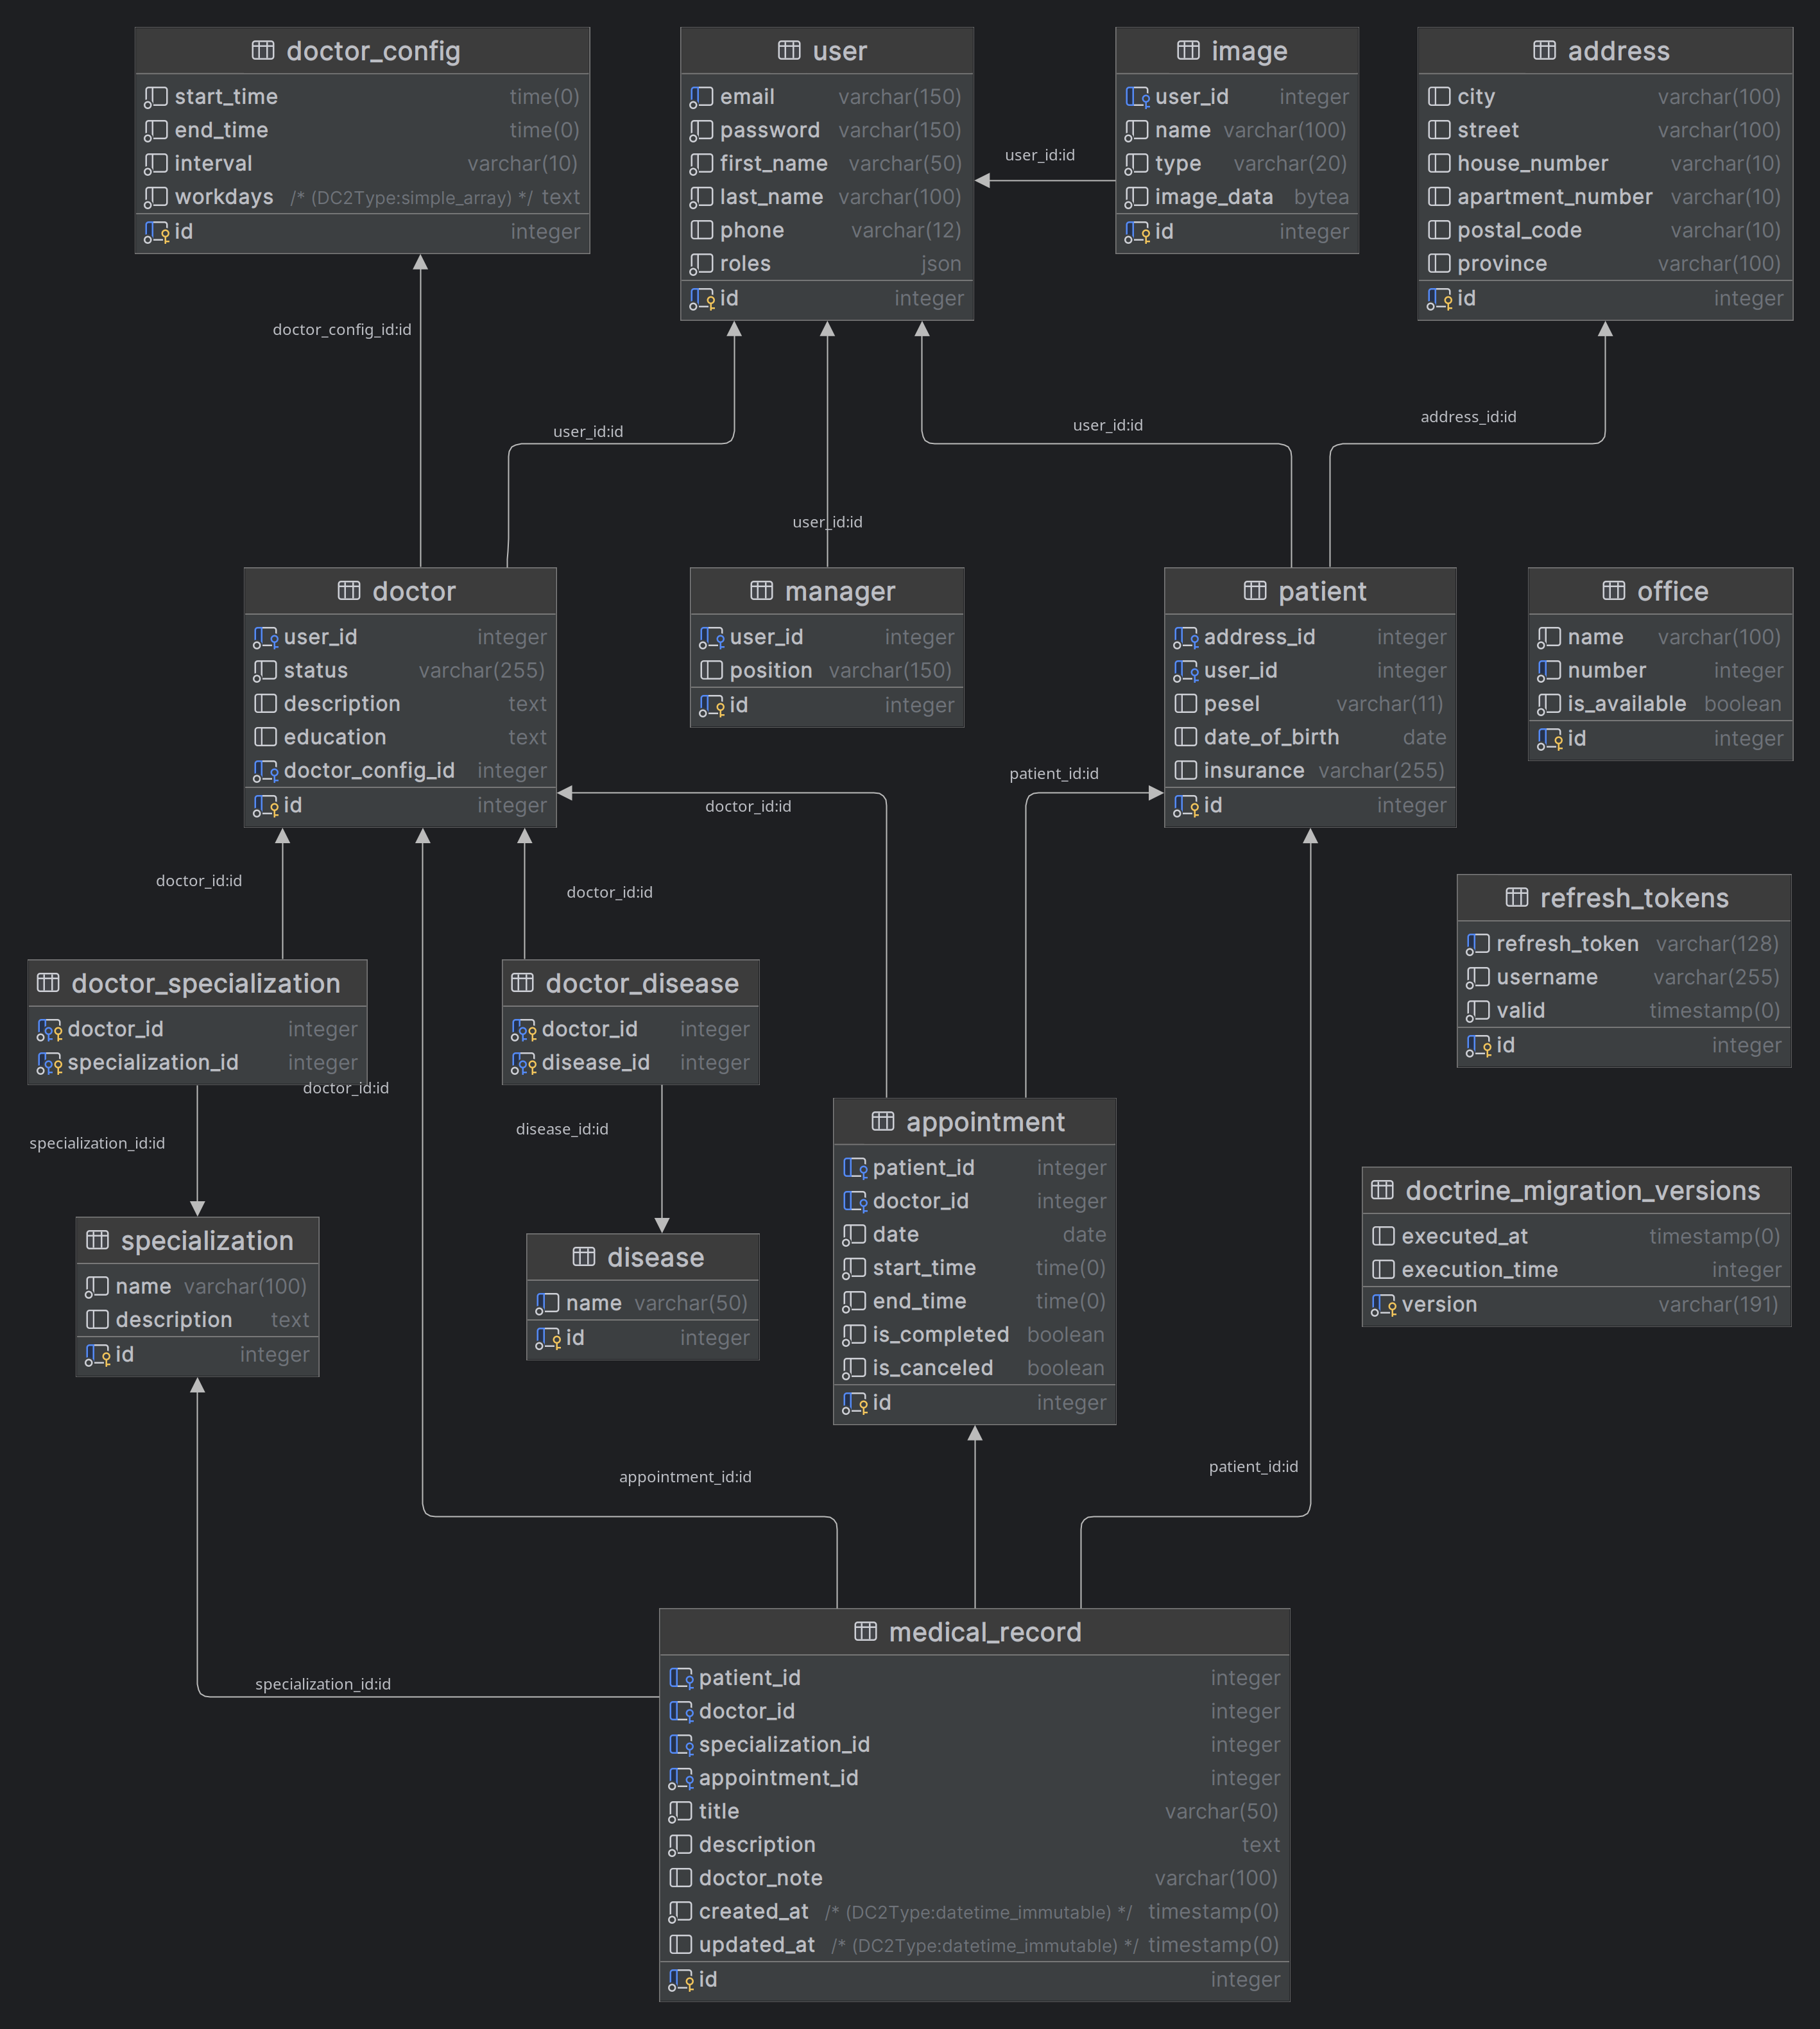 doctor_config
start_time time(0)
end_time time(0)
interval varchar(10)
workdays /* (DC2Type:simple_array) */ text
id integer
user
email varchar(150)
password varchar(150)
first_name varchar(50)
last_name varchar(100)
phone varchar(12)
roles json
id integer
user_id:id
image
user_id integer
name varchar(100)
type varchar(20)
image_data bytea
id integer
address
city varchar(100)
street varchar(100)
house_number varchar(10)
apartment_number varchar(10)
postal_code varchar(10)
province varchar(100)
id integer
doctor_config_id:id
user_id:id
user_id:id
user_id:id
address_id:id
doctor
user_id integer
status varchar(255)
description text
education text
doctor_config_id integer
id integer
manager
user_id integer
position varchar(150)
id integer
patient
address_id integer
user_id integer
pesel varchar(11)
date_of_birth date
insurance varchar(255)
id integer
office
name varchar(100)
number integer
is_available boolean
id integer
doctor_id:id
patient_id:id
doctor_id:id
doctor_id:id
refresh_tokens
refresh_token varchar(128)
username varchar(255)
valid timestamp(0)
id integer
doctor_specialization
doctor_id integer
specialization_id integer
doctor_id:id
doctor_disease
doctor_id integer
disease_id integer
specialization_id:id
disease_id:id
appointment
patient_id integer
doctor_id integer
date date
start_time time(0)
end_time time(0)
is_completed boolean
is_canceled boolean
id integer
doctrine_migration_versions
executed_at timestamp(0)
execution_time integer
version varchar(191)
specialization
name varchar(100)
description text
id integer
disease
name varchar(50)
id integer
appointment_id:id
patient_id:id
specialization_id:id
medical_record
patient_id integer
doctor_id integer
specialization_id integer
appointment_id integer
title varchar(50)
description text
doctor_note varchar(100)
created_at /* (DC2Type:datetime_immutable) */ timestamp(0)
updated_at /* (DC2Type:datetime_immutable) */ timestamp(0)
id integer